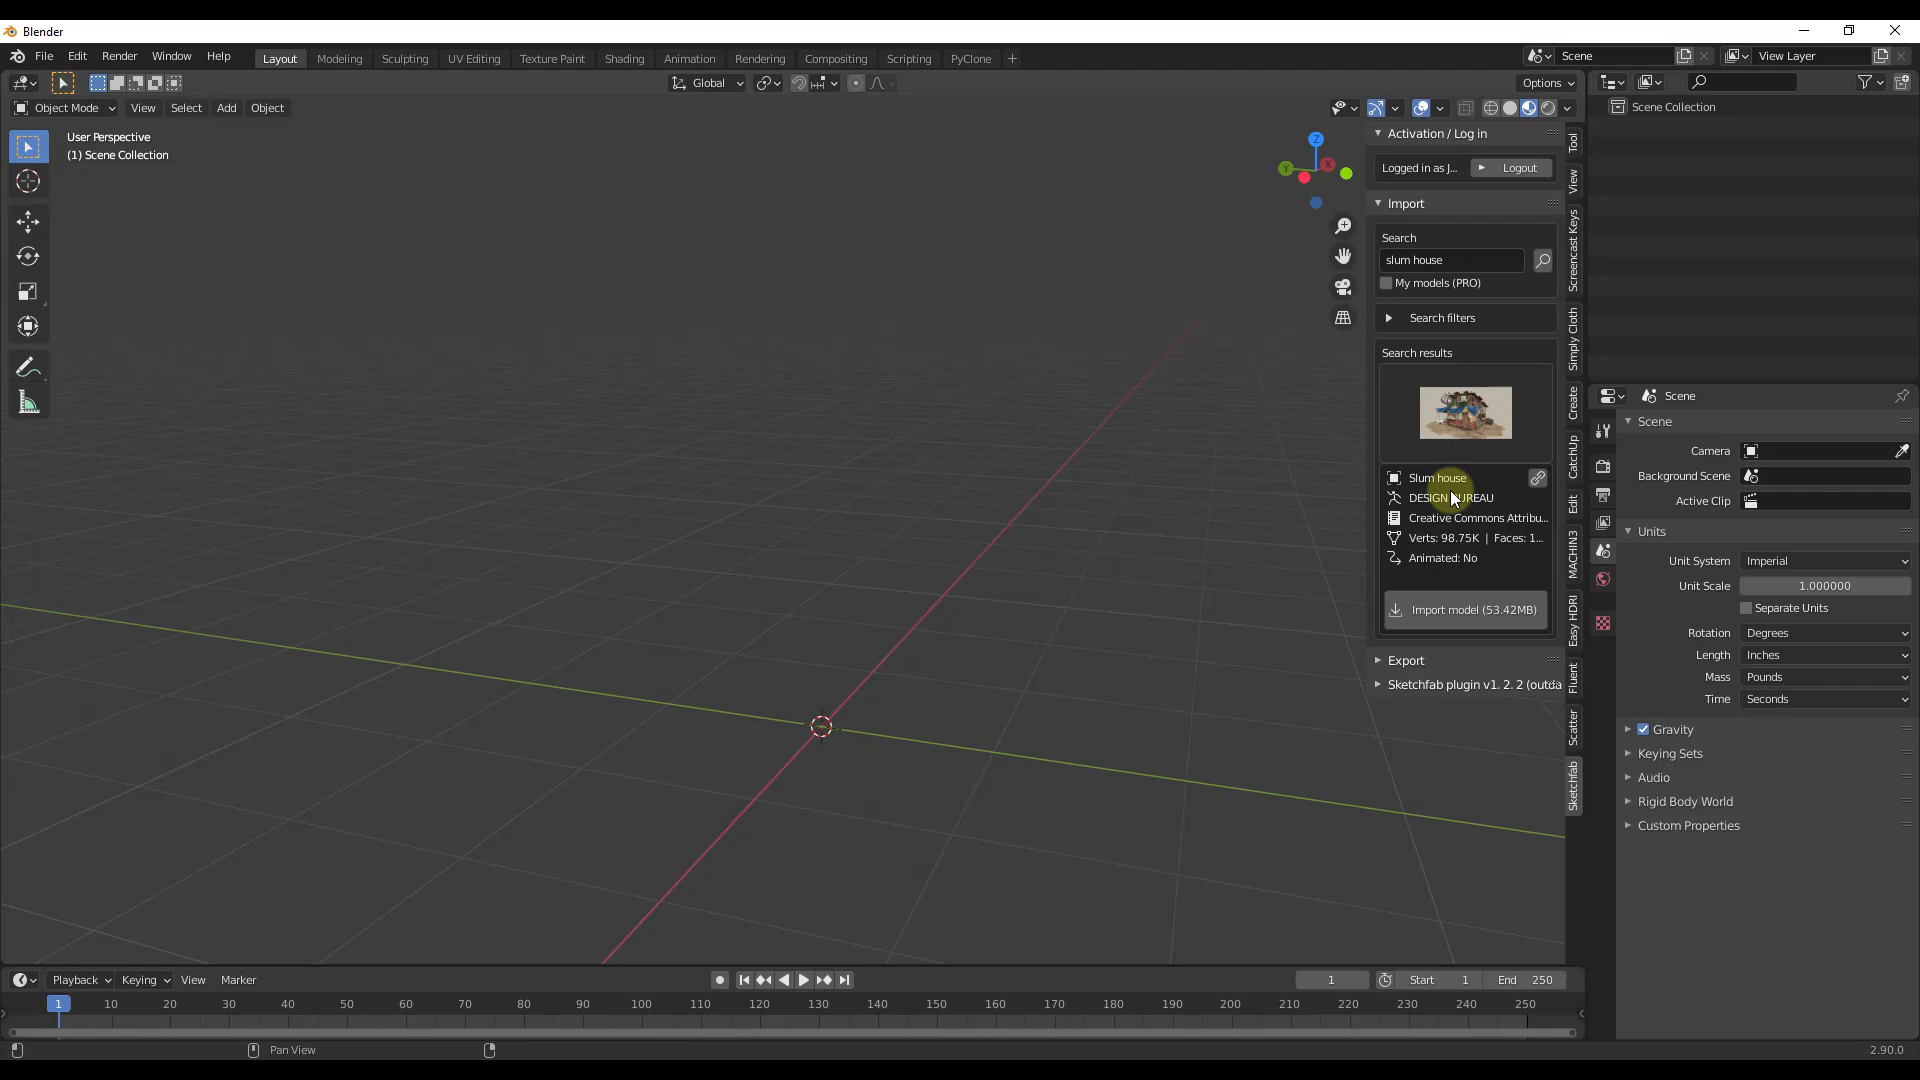 Blender
File Edit Render Window Help Layout Modeling Sculpting UV Editing Texture Paint Shading Animation Rendering Compositing Scripting PyClone Scene View Layer
Global Options
Object Mode View Select Add Object
User Perspective
(1) Scene Collection
Z
Y
X
Activation / Log in
Logged in as J... Logout
Import
Search
slum house
My models (PRO)
Search filters
Search results
Slum house
DESIGN BUREAU
Creative Commons Attribu...
Verts: 98.75K | Faces: 1...
Animated: No
Import model (53.42MB)
Export
Sketchfab plugin v1. 2. 2 (outda
Tool
View
Screencast Keys
Simply Cloth
Create
CatchUp
Edit
MACHIN3
Easy HDRI
Fluent
Scatter
Sketchfab
Scene Collection
Scene
Scene
Camera
Background Scene
Active Clip
Units
Unit System Imperial
Unit Scale 1.000000
Separate Units
Rotation Degrees
Length Inches
Mass Pounds
Time Seconds
Gravity
Keying Sets
Audio
Rigid Body World
Custom Properties
Playback Keying View Marker 1 Start 1 End 250
1 10 20 30 40 50 60 70 80 90 100 110 120 130 140 150 160 170 180 190 200 210 220 230 240 250
Pan View 2.90.0